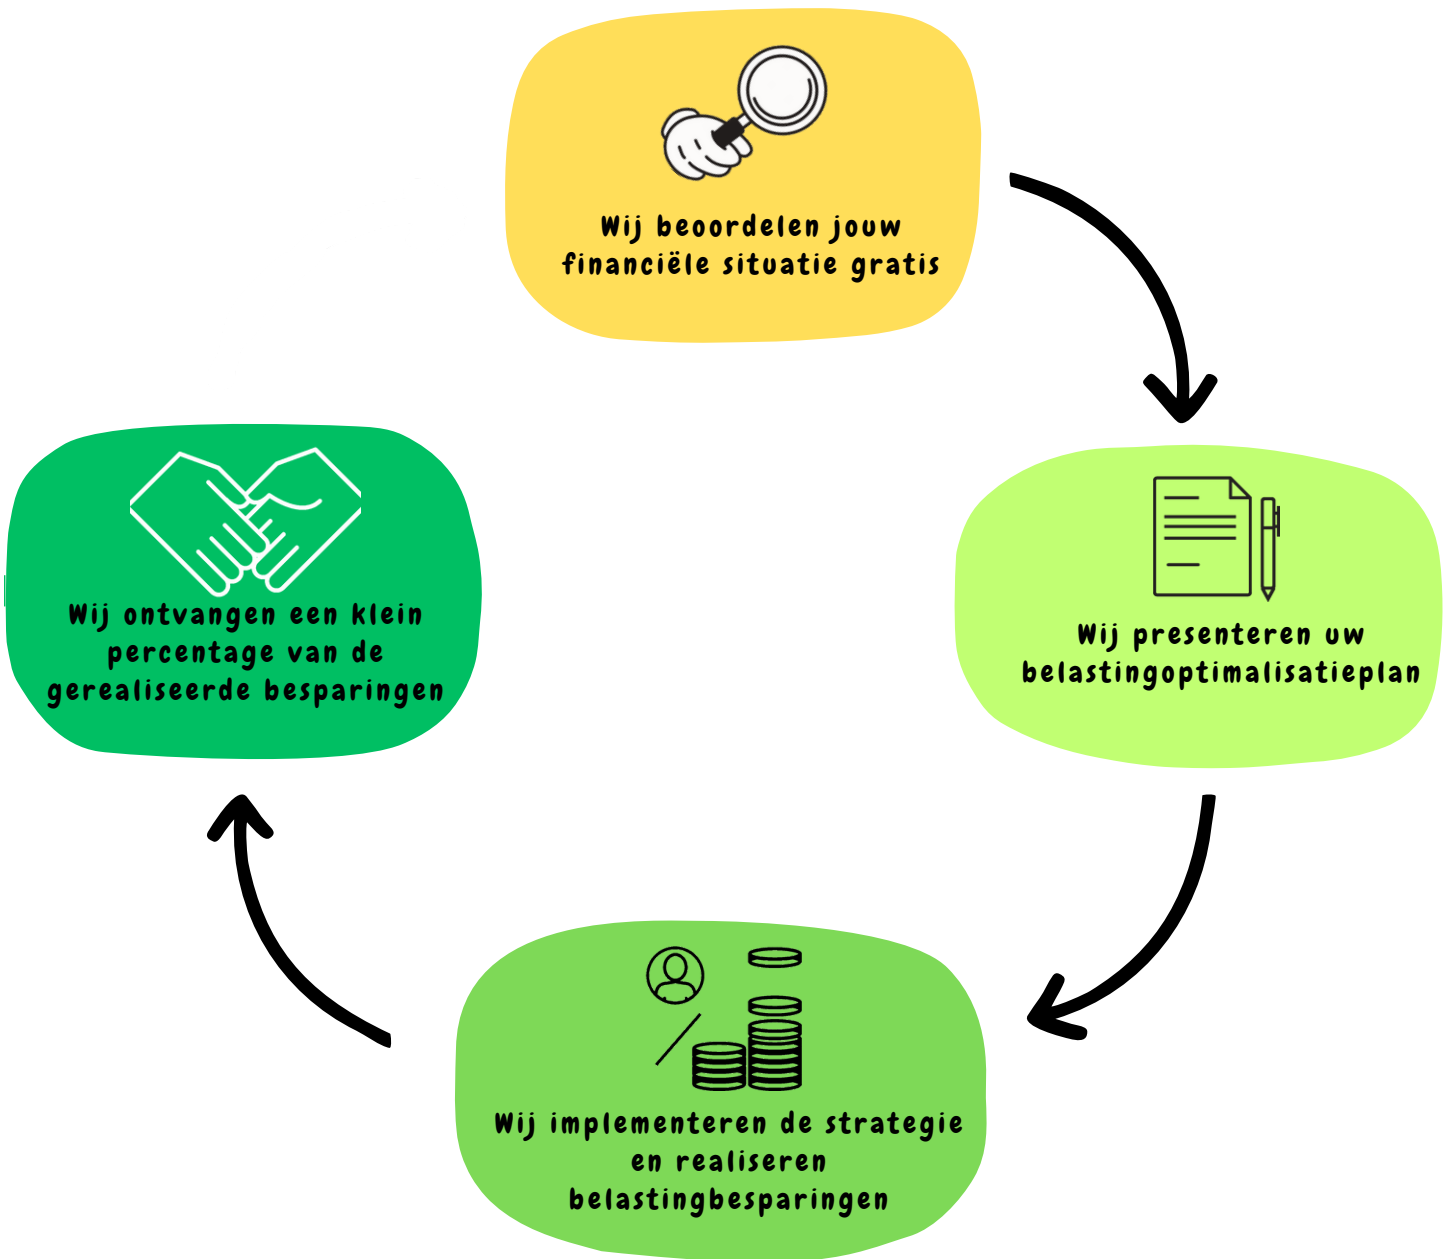 Wij beoordelen jouw
financiële situatie gratis
Wij presenteren uw
belastingoptimalisatieplan
Wij implementeren de strategie
en realiseren
belastingbesparingen
Wij ontvangen een klein
percentage van de
gerealiseerde besparingen